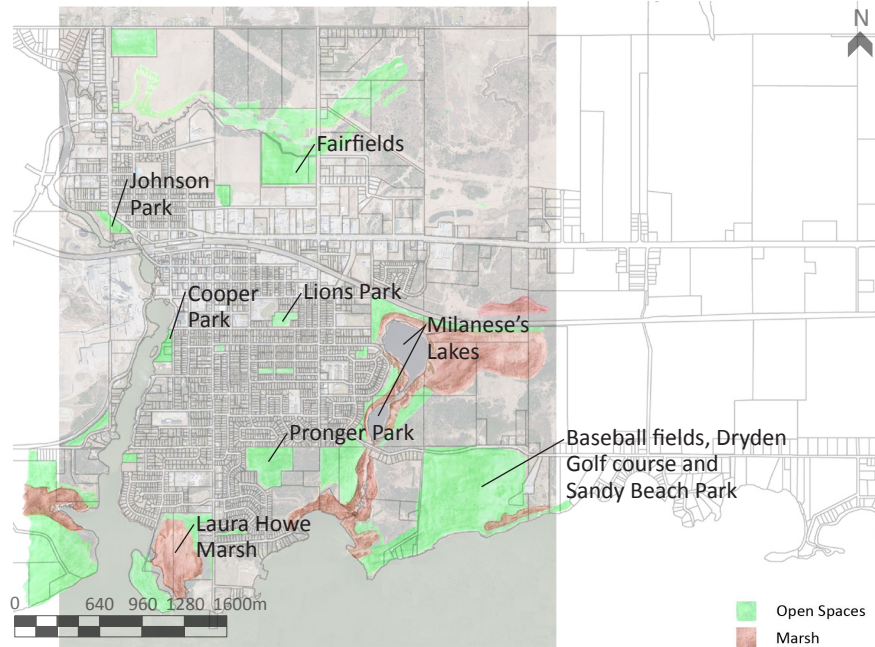 N
Fairfields
Johnson
Park
Cooper
Park
Lions Park
Milanese’s
Lakes
Pronger Park
Baseball fields, Dryden
Golf course and
Sandy Beach Park
Laura Howe
Marsh
0 640 960 1280 1600m
Open Spaces
Marsh